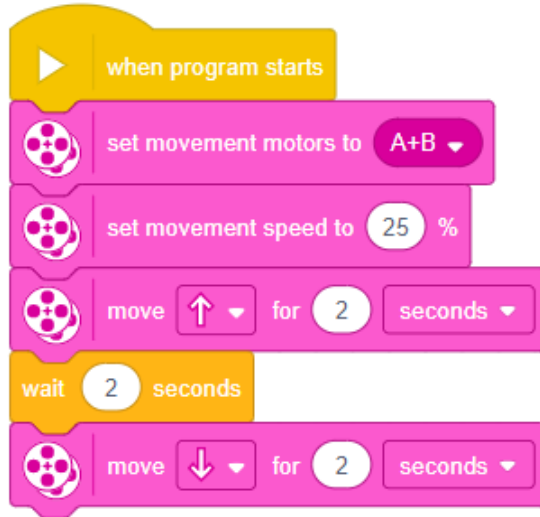 when program starts
set movement motors to A+B
set movement speed to 25 %
move for 2 seconds
wait 2 seconds
move for 2 seconds